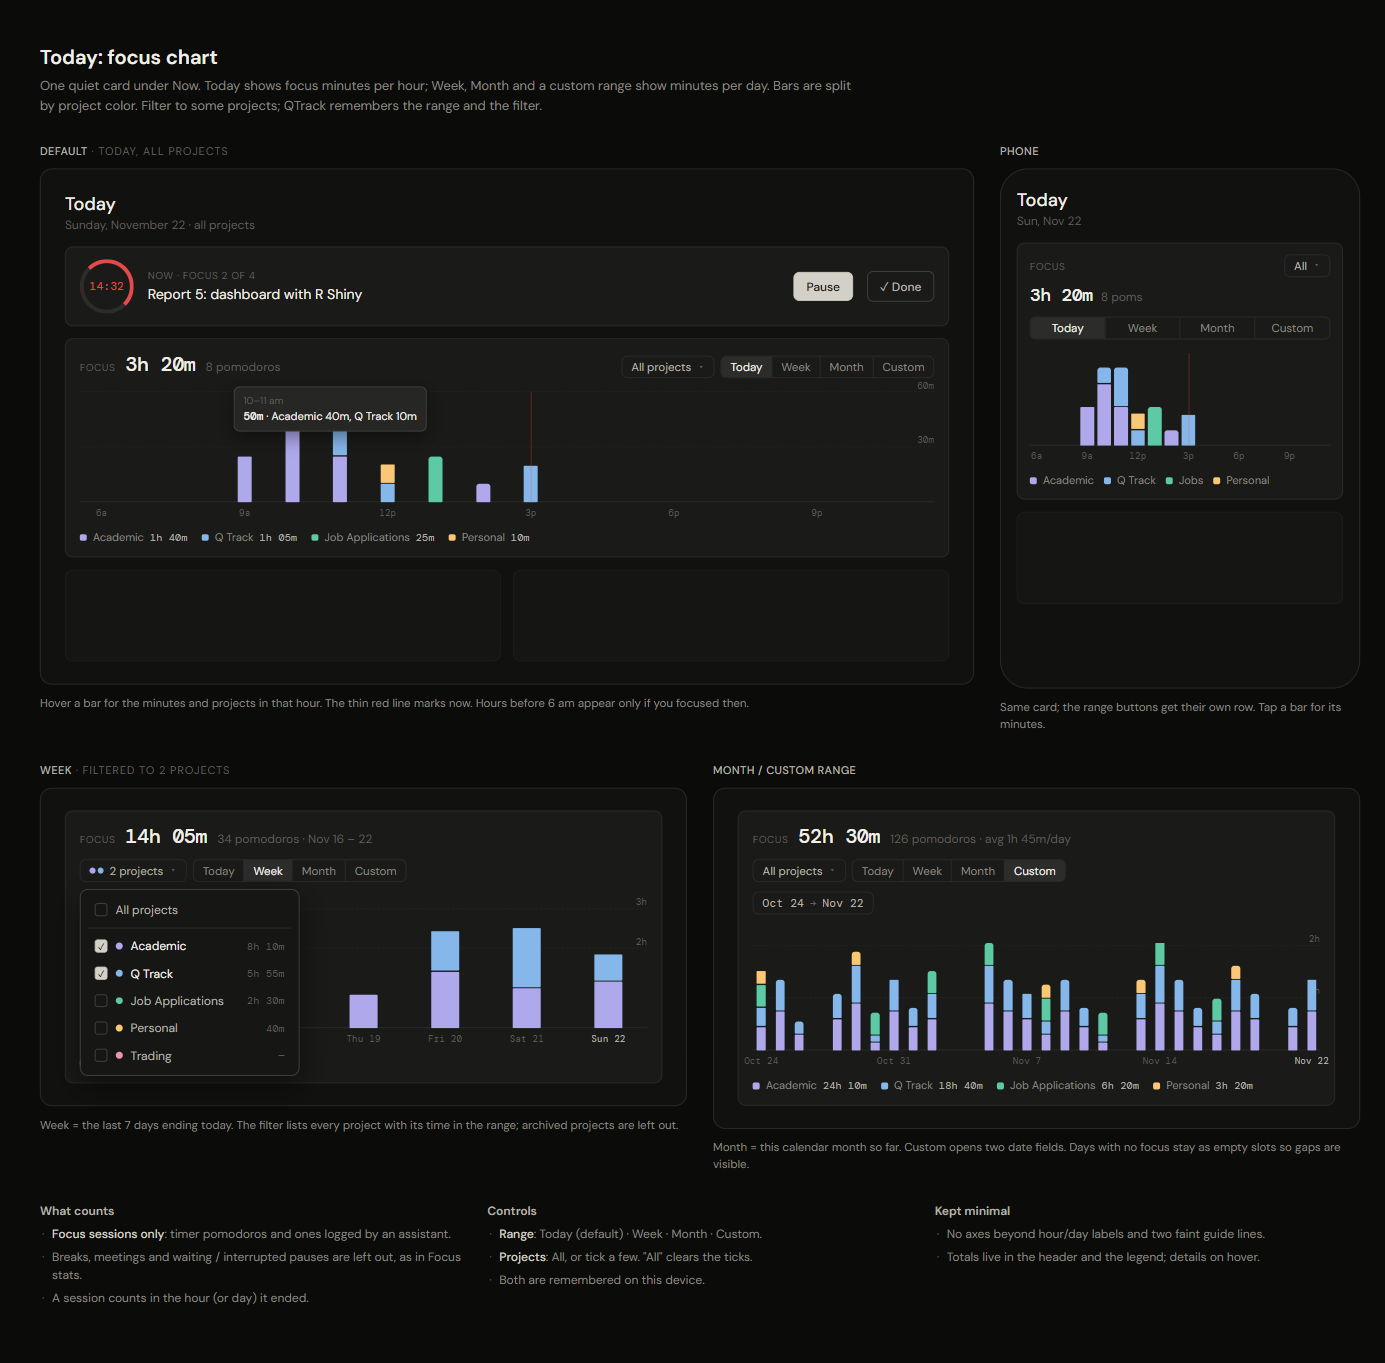 Today: focus chart
One quiet card under Now. Today shows focus minutes per hour; Week, Month and a custom range show minutes per day. Bars are split
by project color. Filter to some projects; QTrack remembers the range and the filter.
DEFAULT · TODAY, ALL PROJECTS
Today
Sunday, November 22 · all projects
14:32
NOW · FOCUS 2 OF 4
Report 5: dashboard with R Shiny
Pause
✓ Done
FOCUS 3h 20m 8 pomodoros
All projects
Today Week Month Custom
60m
10–11 am
50m · Academic 40m, Q Track 10m
30m
6a 9a 12p 3p 6p 9p
Academic 1h 40m Q Track 1h 05m Job Applications 25m Personal 10m
Hover a bar for the minutes and projects in that hour. The thin red line marks now. Hours before 6 am appear only if you focused then.
PHONE
Today
Sun, Nov 22
FOCUS
All
3h 20m 8 poms
Today Week Month Custom
6a 9a 12p 3p 6p 9p
Academic Q Track Jobs Personal
Same card; the range buttons get their own row. Tap a bar for its
minutes.
WEEK · FILTERED TO 2 PROJECTS
FOCUS 14h 05m 34 pomodoros · Nov 16 – 22
2 projects
Today Week Month Custom
All projects
✓ Academic 8h 10m
✓ Q Track 5h 55m
Job Applications 2h 30m
Personal 40m
Trading –
3h
2h
Thu 19 Fri 20 Sat 21 Sun 22
Week = the last 7 days ending today. The filter lists every project with its time in the range; archived projects are left out.
MONTH / CUSTOM RANGE
FOCUS 52h 30m 126 pomodoros · avg 1h 45m/day
All projects
Today Week Month Custom
Oct 24 → Nov 22
2h
Oct 24 Oct 31 Nov 7 Nov 14 Nov 22
Academic 24h 10m Q Track 18h 40m Job Applications 6h 20m Personal 3h 20m
Month = this calendar month so far. Custom opens two date fields. Days with no focus stay as empty slots so gaps are
visible.
What counts
· Focus sessions only: timer pomodoros and ones logged by an assistant.
· Breaks, meetings and waiting / interrupted pauses are left out, as in Focus
stats.
· A session counts in the hour (or day) it ended.
Controls
· Range: Today (default) · Week · Month · Custom.
· Projects: All, or tick a few. "All" clears the ticks.
· Both are remembered on this device.
Kept minimal
· No axes beyond hour/day labels and two faint guide lines.
· Totals live in the header and the legend; details on hover.